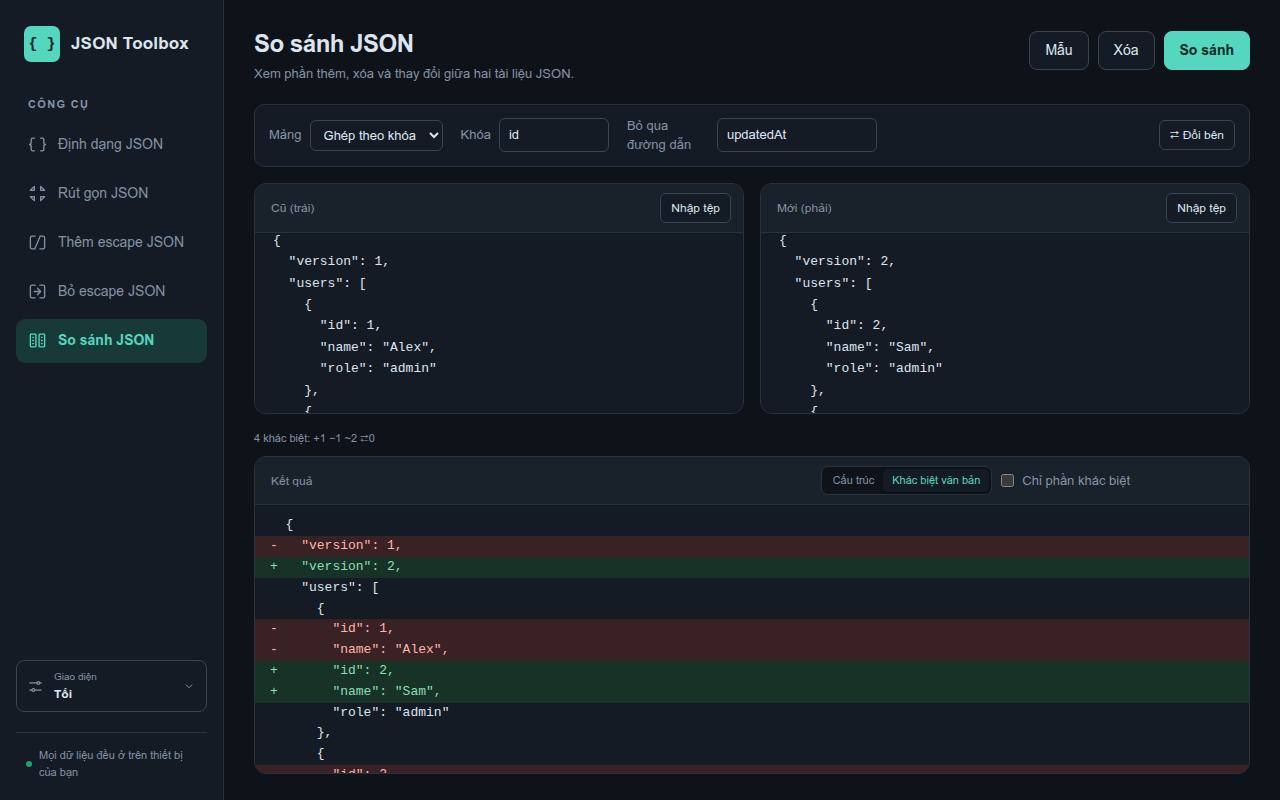 { } JSON Toolbox
CÔNG CỤ
Định dạng JSON
Rút gọn JSON
Thêm escape JSON
Bỏ escape JSON
So sánh JSON
Giao diện
Tối
Mọi dữ liệu đều ở trên thiết bị
của bạn
So sánh JSON
Xem phần thêm, xóa và thay đổi giữa hai tài liệu JSON.
Mẫu
Xóa
So sánh
Mảng
Ghép theo khóa
Khóa
id
Bỏ qua
đường dẫn
updatedAt
⇄ Đổi bên
Cũ (trái)
Nhập tệp
{
"version": 1,
"users": [
{
"id": 1,
"name": "Alex",
"role": "admin"
},
{
Mới (phải)
Nhập tệp
{
"version": 2,
"users": [
{
"id": 2,
"name": "Sam",
"role": "admin"
},
{
4 khác biệt: +1 −1 ~2 ⇄0
Kết quả
Cấu trúc
Khác biệt văn bản
Chỉ phần khác biệt
{
- "version": 1,
+ "version": 2,
"users": [
{
- "id": 1,
- "name": "Alex",
+ "id": 2,
+ "name": "Sam",
"role": "admin"
},
{